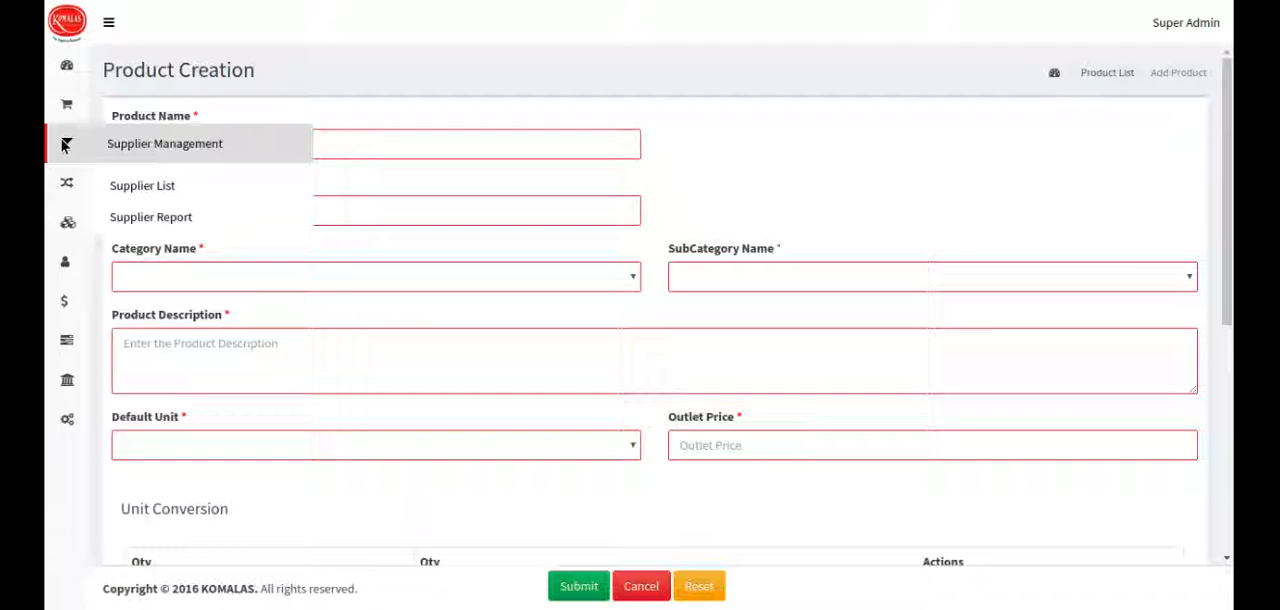 KOMALAS
Super Admin
Product Creation
Product List
Add Product
Product Name *
Supplier Management
Supplier List
Supplier Report
Category Name *
SubCategory Name *
Product Description *
Enter the Product Description
Default Unit *
Outlet Price *
Outlet Price
Unit Conversion
Qty
Qty
Actions
Copyright © 2016 KOMALAS. All rights reserved.
Submit
Cancel
Reset